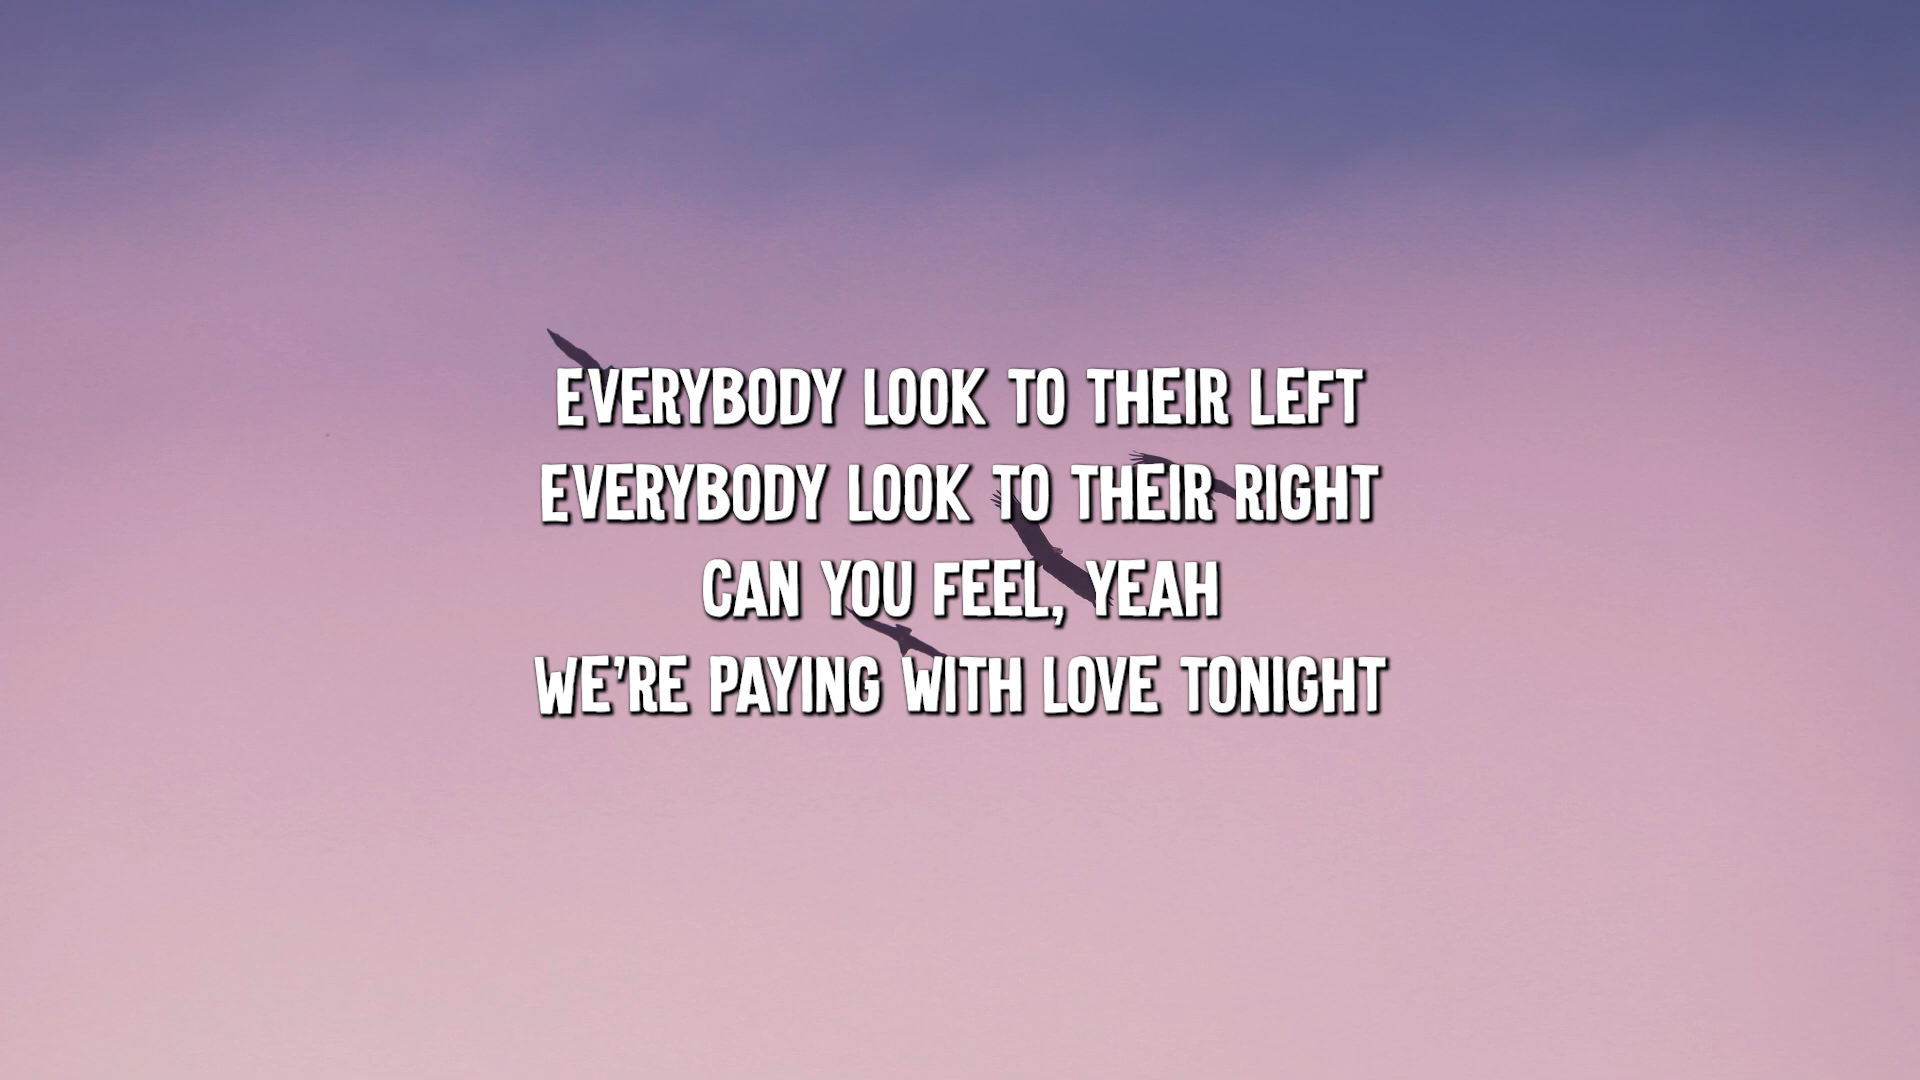 EVERYBODY LOOK TO THEIR LEFT
EVERYBODY LOOK TO THEIR RIGHT
CAN YOU FEEL, YEAH
WE'RE PAYING WITH LOVE TONIGHT